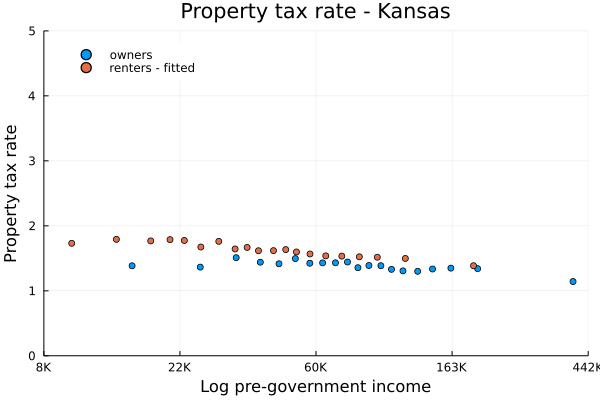 Property tax rate - Kansas
5
owners
renters - fitted
4
3
2
1
0
Property tax rate
8K 22K 60K 163K 442K
Log pre-government income